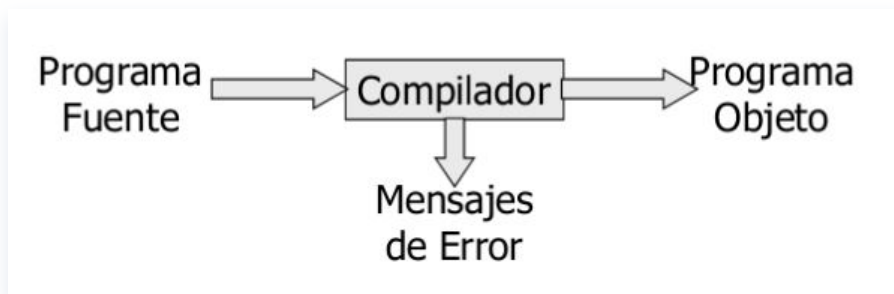 Programa
Fuente
Compilador
Programa
Objeto
Mensajes
de Error